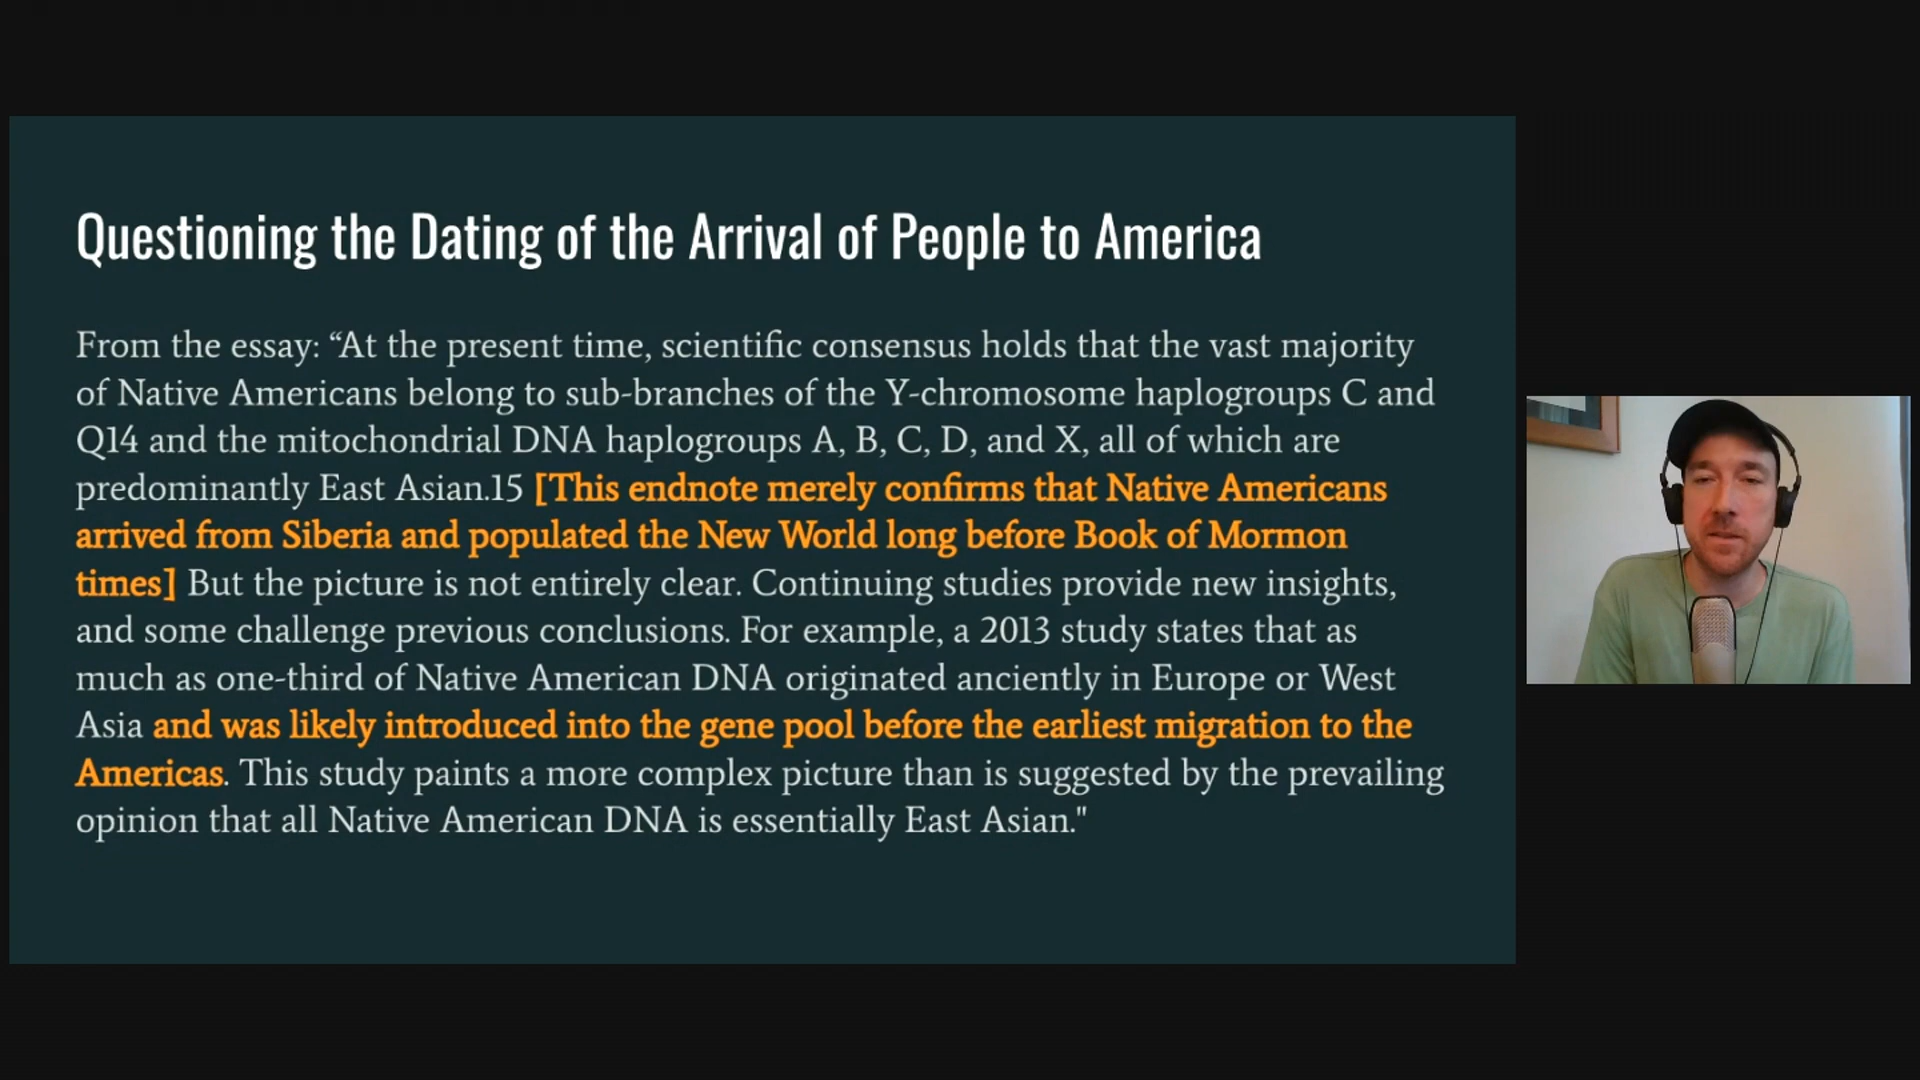 Questioning the Dating of the Arrival of People to America
From the essay: “At the present time, scientific consensus holds that the vast majority
of Native Americans belong to sub-branches of the Y-chromosome haplogroups C and
Q14 and the mitochondrial DNA haplogroups A, B, C, D, and X, all of which are
predominantly East Asian.15 [This endnote merely confirms that Native Americans
arrived from Siberia and populated the New World long before Book of Mormon
times] But the picture is not entirely clear. Continuing studies provide new insights,
and some challenge previous conclusions. For example, a 2013 study states that as
much as one-third of Native American DNA originated anciently in Europe or West
Asia and was likely introduced into the gene pool before the earliest migration to the
Americas. This study paints a more complex picture than is suggested by the prevailing
opinion that all Native American DNA is essentially East Asian."